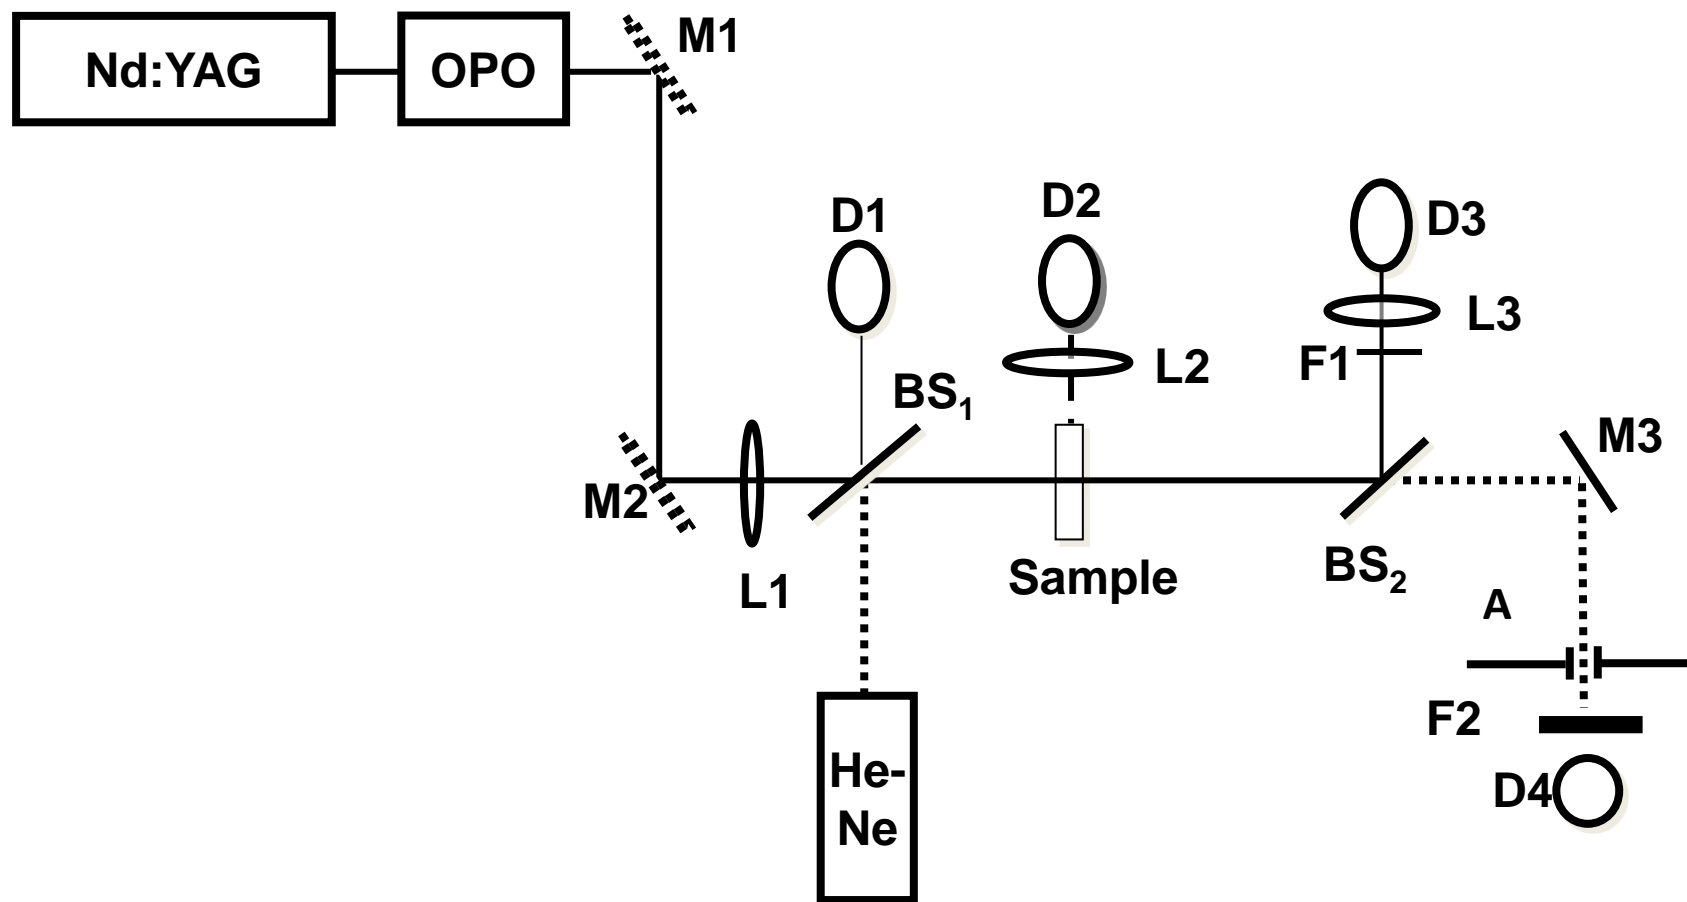 Nd:YAG
OPO
M1
D1
D2
D3
L3
F1
L2
BS1
M3
M2
L1
Sample
BS2
A
F2
D4
He-
Ne